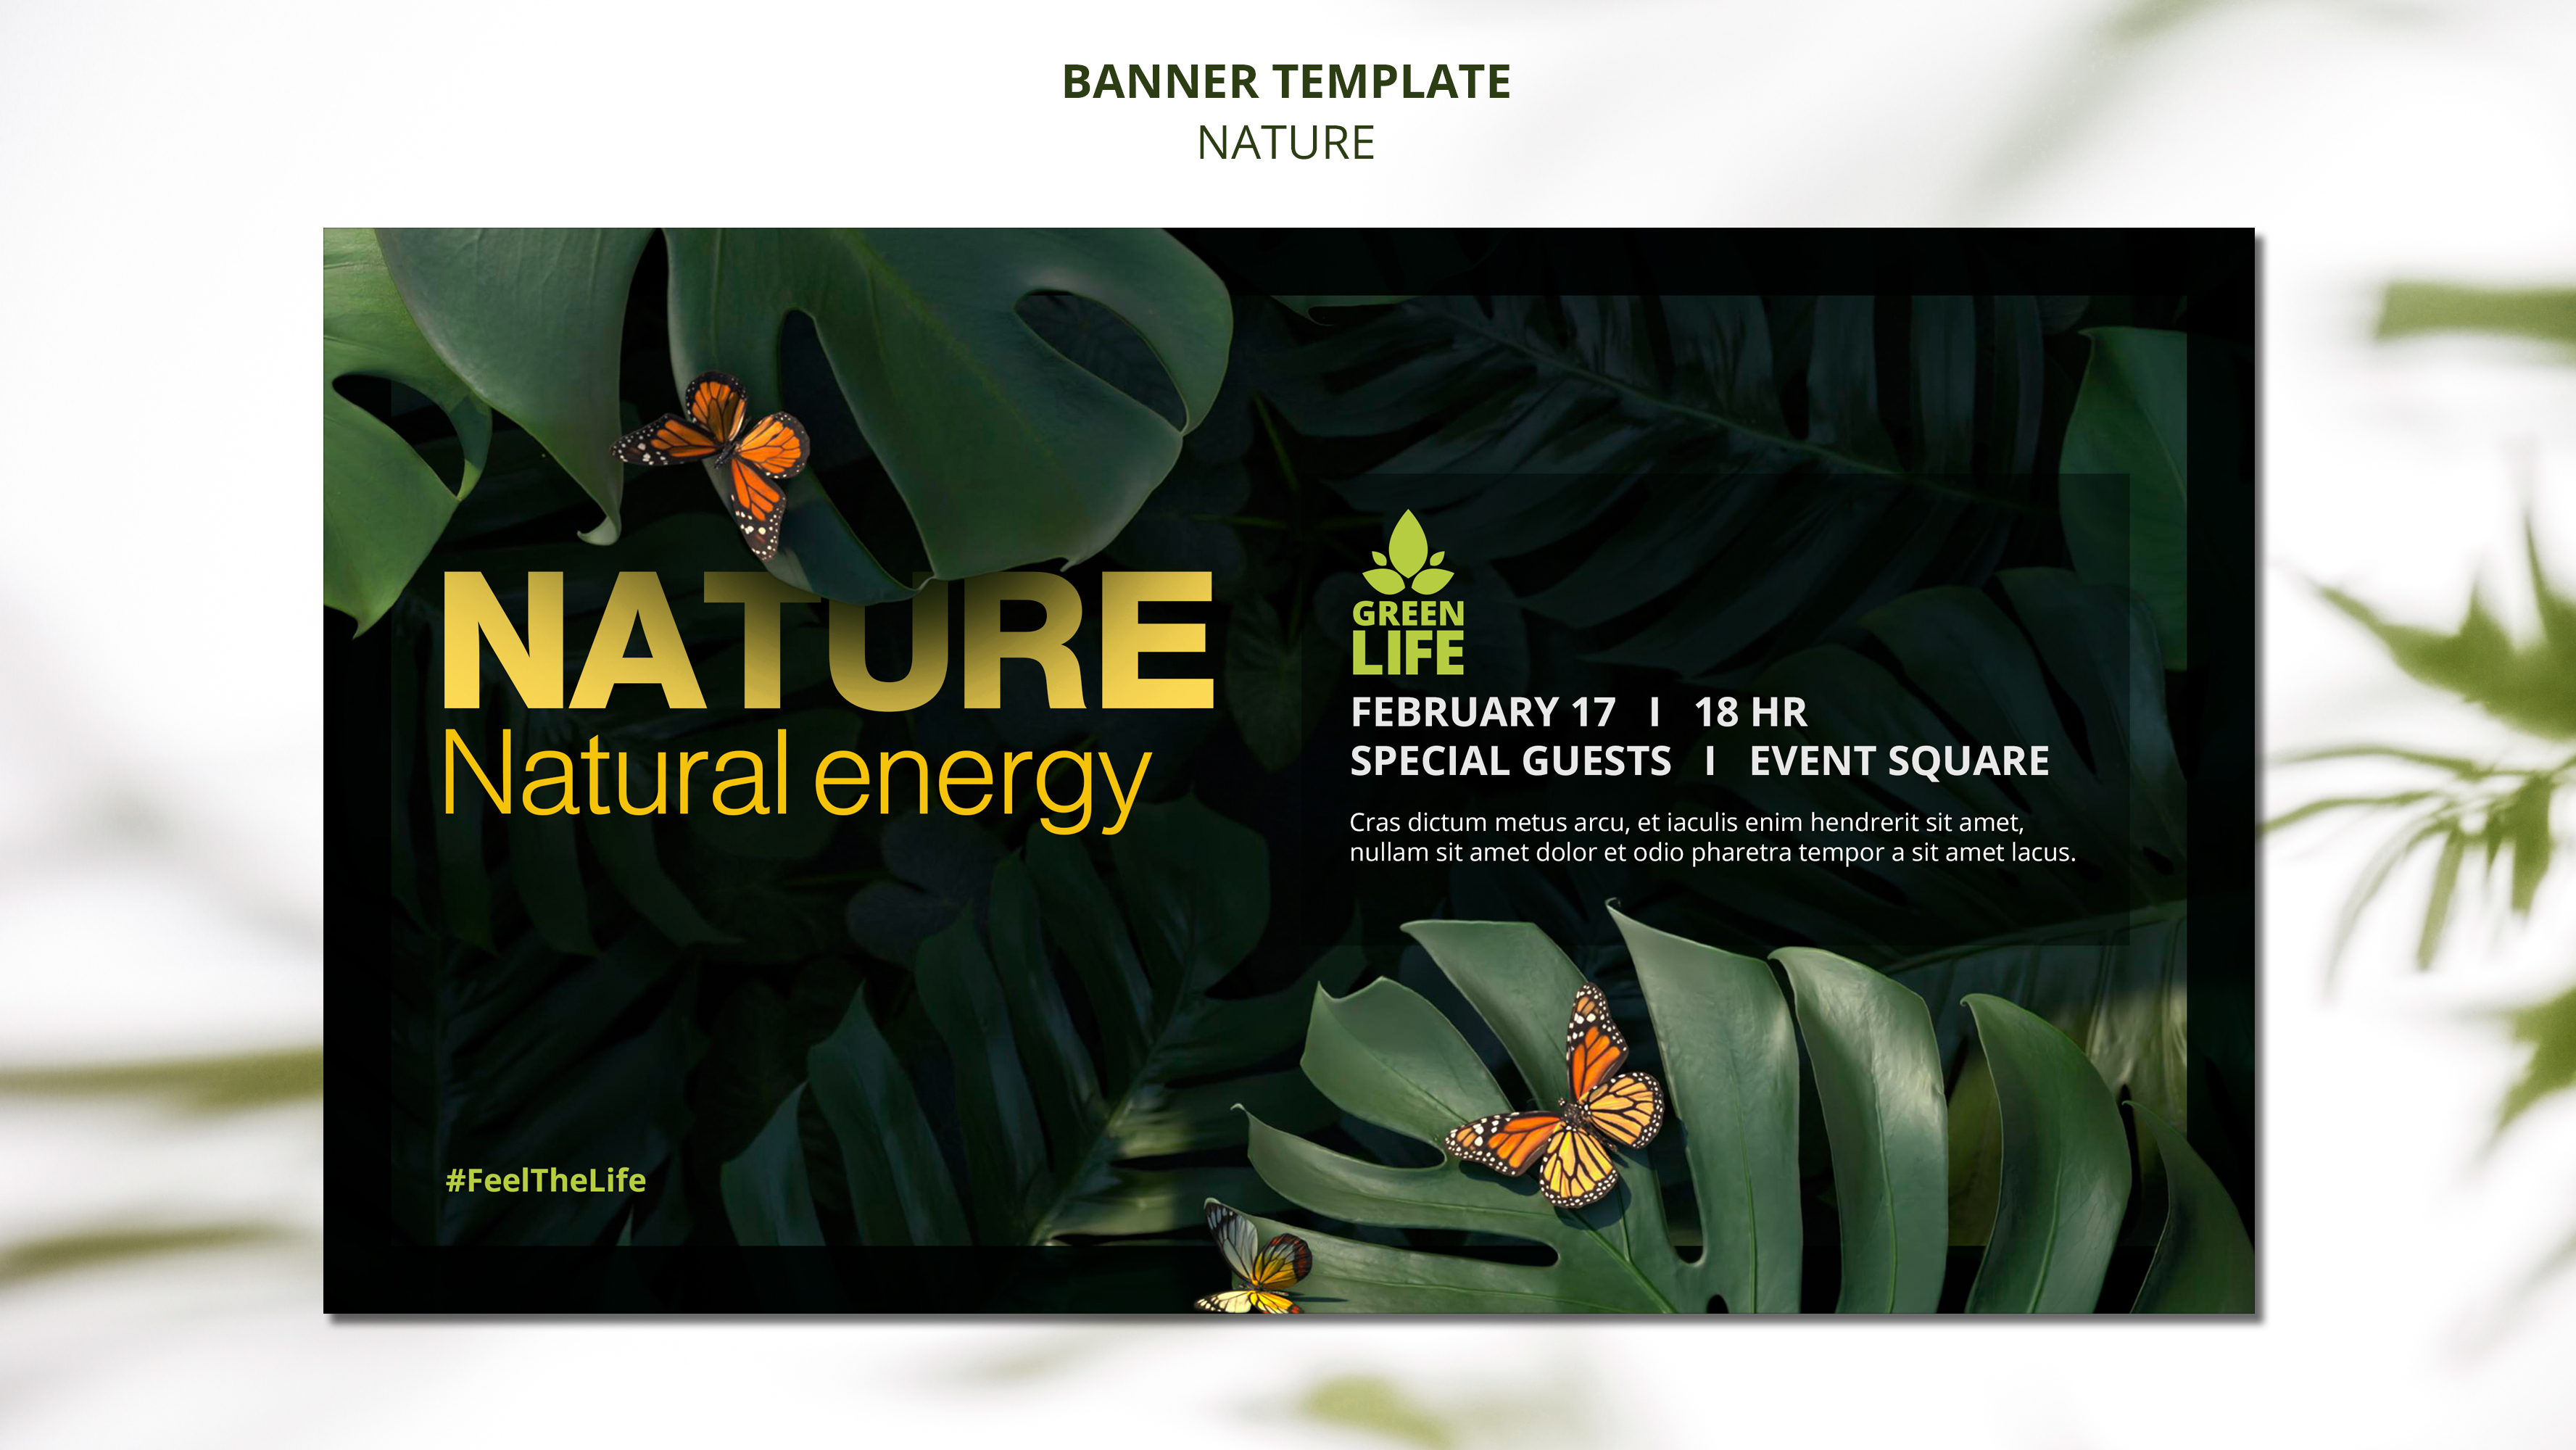 BANNER TEMPLATE
NATURE
NATURE
Natural energy
GREEN
LIFE
FEBRUARY 17 I 18 HR
SPECIAL GUESTS I EVENT SQUARE
Cras dictum metus arcu, et iaculis enim hendrerit sit amet,
nullam sit amet dolor et odio pharetra tempor a sit amet lacus.
#FeelTheLife